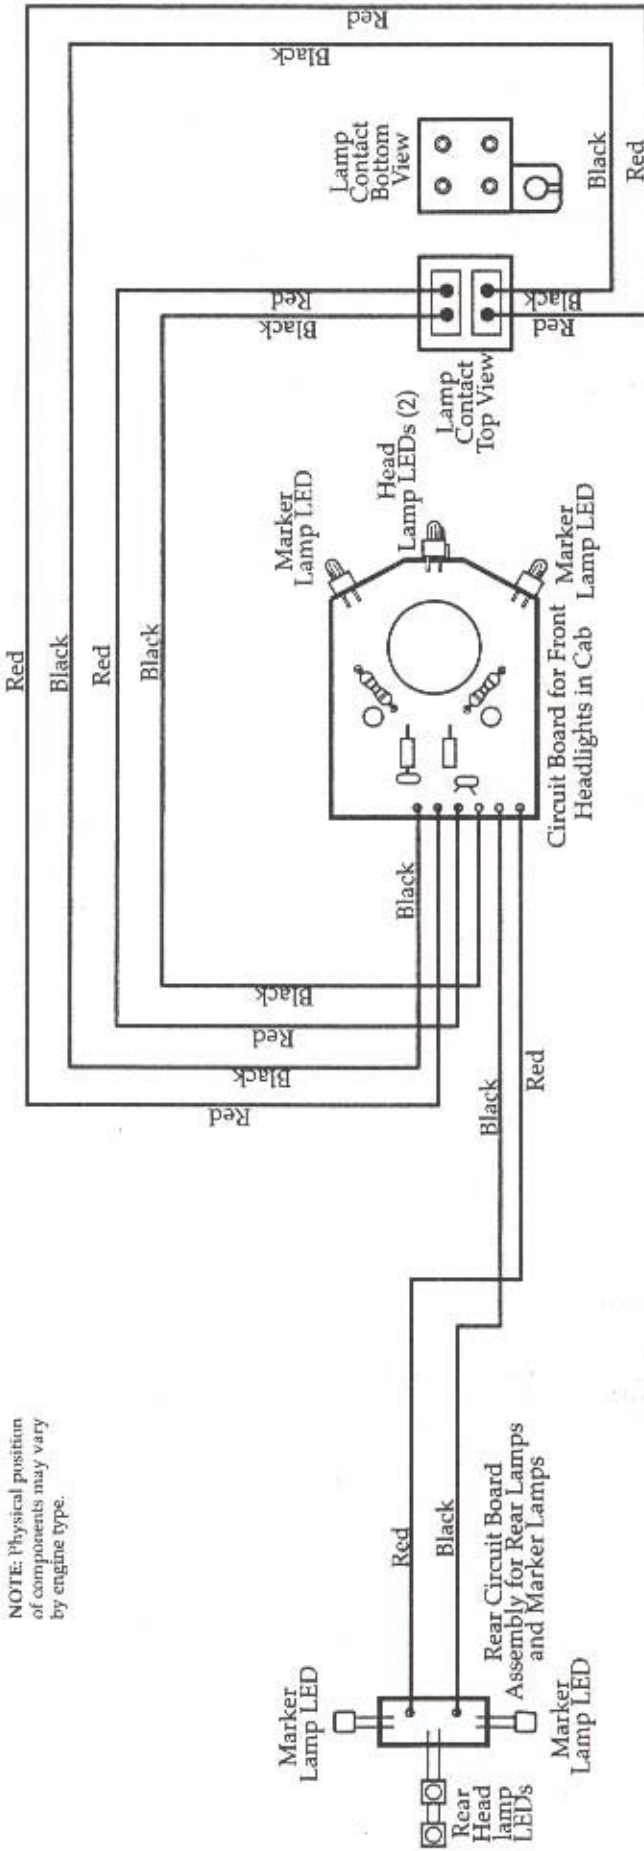 NOTE: Physical position
of components may vary
by engine type.
Red
Black
Red
Black
Red
Black
Red
Black
Black
Black
Red
Red
Black
Rear Circuit Board
Assembly for Rear Lamps
and Marker Lamps
Marker
Lamp LED
Rear
Head
lamp
LEDs
Marker
Lamp LED
Circuit Board for Front
Headlights in Cab
Marker
Lamp LED
Head
Lamp LEDs (2)
Marker
Lamp LED
Lamp
Contact
Top View
Red
Black
Black
Red
Lamp
Contact
Bottom
View
Black
Red
Red
Black